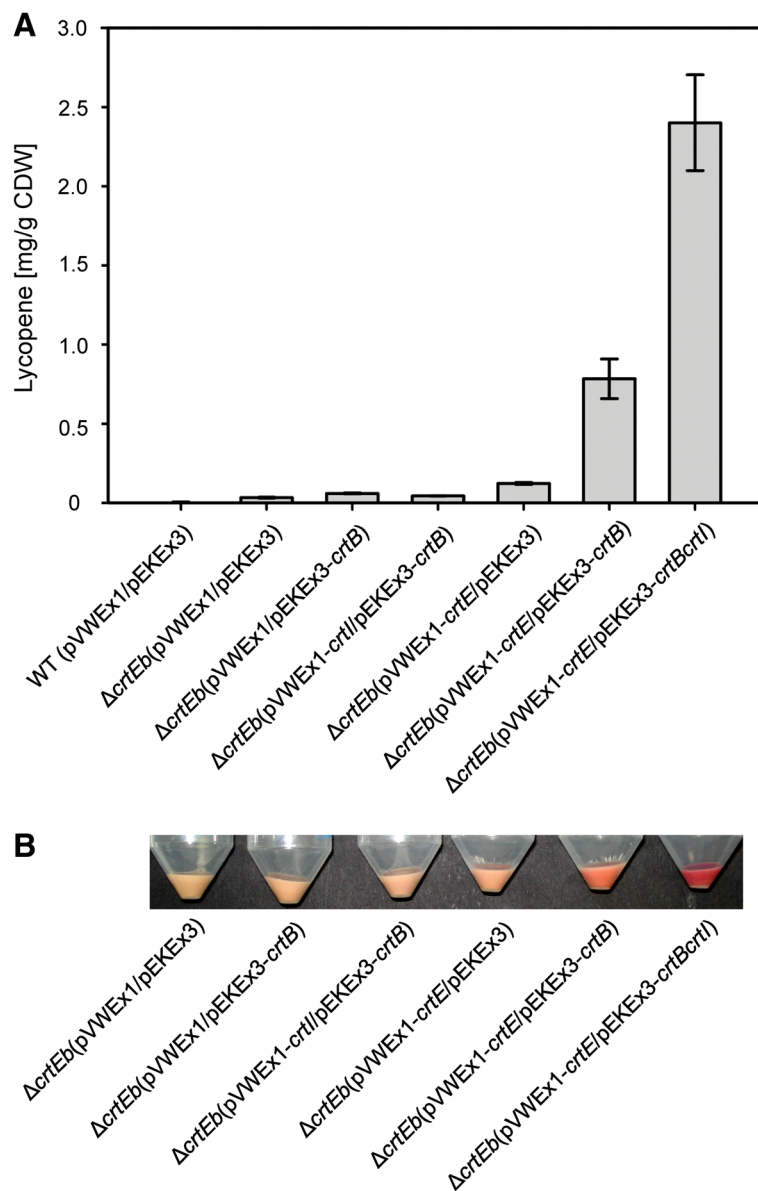 A
3.0
2.5
2.0
1.5
1.0
0.5
0
Lycopene [mg/g CDW]
WT (pVWEx1/pEKEx3)
ΔcrtEb(pVWEx1/pEKEx3)
ΔcrtEb(pVWEx1/pEKEx3-crtB)
ΔcrtEb(pVWEx1-crtI/pEKEx3-crtB)
ΔcrtEb(pVWEx1-crtE/pEKEx3)
ΔcrtEb(pVWEx1-crtE/pEKEx3-crtB)
ΔcrtEb(pVWEx1-crtE/pEKEx3-crtBcrtI)
B
ΔcrtEb(pVWEx1/pEKEx3)
ΔcrtEb(pVWEx1/pEKEx3-crtB)
ΔcrtEb(pVWEx1-crtI/pEKEx3-crtB)
ΔcrtEb(pVWEx1-crtE/pEKEx3)
ΔcrtEb(pVWEx1-crtE/pEKEx3-crtB)
ΔcrtEb(pVWEx1-crtE/pEKEx3-crtBcrtI)